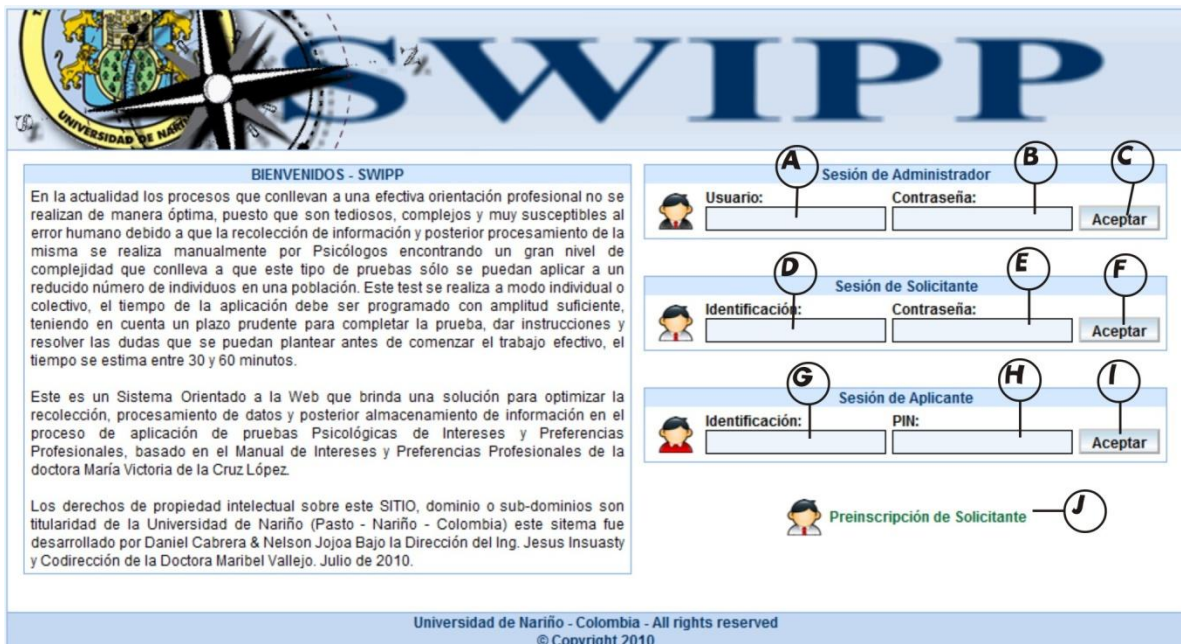 UNIVERSIDAD DE NARIÑ
SWIPP
BIENVENIDOS - SWIPP
En la actualidad los procesos que conllevan a una efectiva orientación profesional no se
realizan de manera óptima, puesto que son tediosos, complejos y muy susceptibles al
error humano debido a que la recolección de información y posterior procesamiento de la
misma se realiza manualmente por Psicólogos encontrando un gran nivel de
complejidad que conlleva a que este tipo de pruebas sólo se puedan aplicar a un
reducido número de individuos en una población. Este test se realiza a modo individual o
colectivo, el tiempo de la aplicación debe ser programado con amplitud suficiente,
teniendo en cuenta un plazo prudente para completar la prueba, dar instrucciones y
resolver las dudas que se puedan plantear antes de comenzar el trabajo efectivo, el
tiempo se estima entre 30 y 60 minutos.
Este es un Sistema Orientado a la Web que brinda una solución para optimizar la
recolección, procesamiento de datos y posterior almacenamiento de información en el
proceso de aplicación de pruebas Psicológicas de Intereses y Preferencias
Profesionales, basado en el Manual de Intereses y Preferencias Profesionales de la
doctora María Victoria de la Cruz López.
Los derechos de propiedad intelectual sobre este SITIO, dominio o sub-dominios son
titularidad de la Universidad de Nariño (Pasto - Nariño - Colombia) este sitema fue
desarrollado por Daniel Cabrera & Nelson Jojoa Bajo la Dirección del Ing. Jesus Insuasty
y Codirección de la Doctora Maribel Vallejo. Julio de 2010.
A B C
Sesión de Administrador
Usuario: Contraseña:
Aceptar
D E F
Sesión de Solicitante
Identificación: Contraseña:
Aceptar
G H I
Sesión de Aplicante
Identificación: PIN:
Aceptar
Preinscripción de Solicitante J
Universidad de Nariño - Colombia - All rights reserved
© Copyright 2010